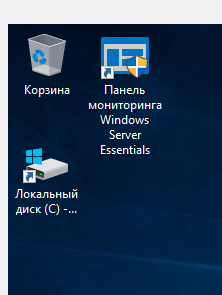 Корзина
Панель
мониторинга
Windows
Server
Essentials
Локальный
диск (C) -...